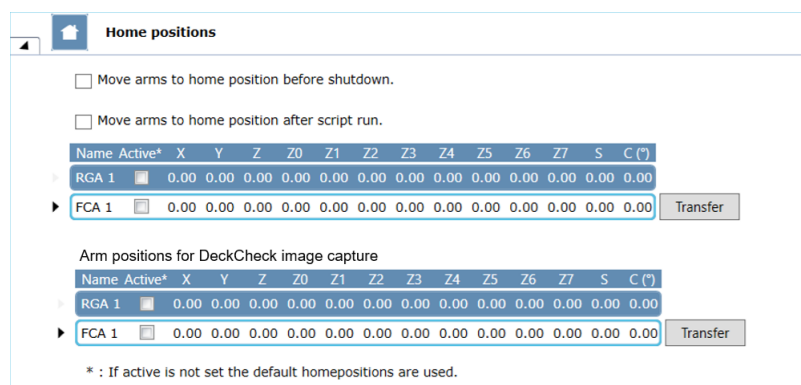 Home positions
Move arms to home position before shutdown.
Move arms to home position after script run.
Name Active* X Y Z Z0 Z1 Z2 Z3 Z4 Z5 Z6 Z7 S C (°)
RGA 1 0.00 0.00 0.00 0.00 0.00 0.00 0.00 0.00 0.00 0.00 0.00 0.00 0.00
FCA 1 0.00 0.00 0.00 0.00 0.00 0.00 0.00 0.00 0.00 0.00 0.00 0.00 0.00 Transfer
Arm positions for DeckCheck image capture
Name Active* X Y Z Z0 Z1 Z2 Z3 Z4 Z5 Z6 Z7 S C (°)
RGA 1 0.00 0.00 0.00 0.00 0.00 0.00 0.00 0.00 0.00 0.00 0.00 0.00 0.00
FCA 1 0.00 0.00 0.00 0.00 0.00 0.00 0.00 0.00 0.00 0.00 0.00 0.00 0.00 Transfer
* : If active is not set the default homepositions are used.